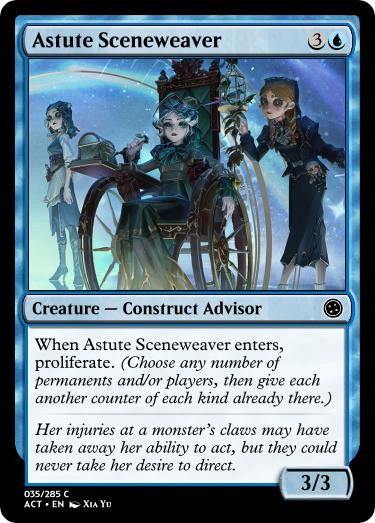 Astute Sceneweaver 3
Creature — Construct Advisor
When Astute Sceneweaver enters,
proliferate. (Choose any number of
permanents and/or players, then give each
another counter of each kind already there.)
Her injuries at a monster's claws may have
taken away her ability to act, but they could
never take her desire to direct.
3/3
035/285 C
ACT • EN Xia Yu